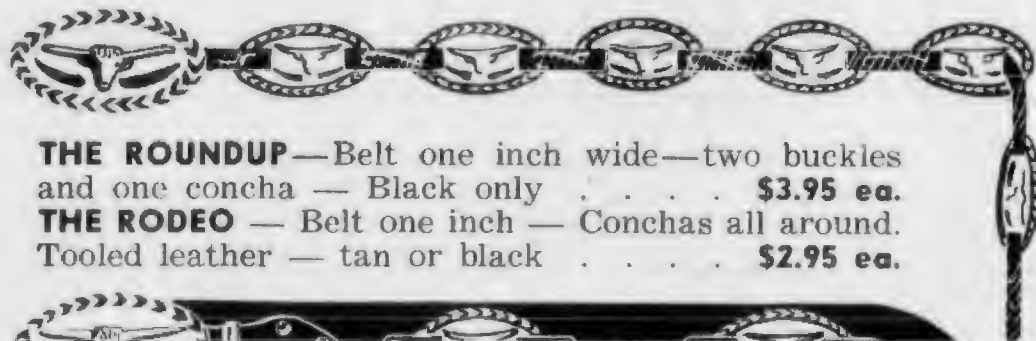 THE ROUNDUP—Belt one inch wide—two buckles
and one concha — Black only . . . . $3.95 ea.
THE RODEO — Belt one inch — Conchas all around.
Tooled leather — tan or black . . . . $2.95 ea.